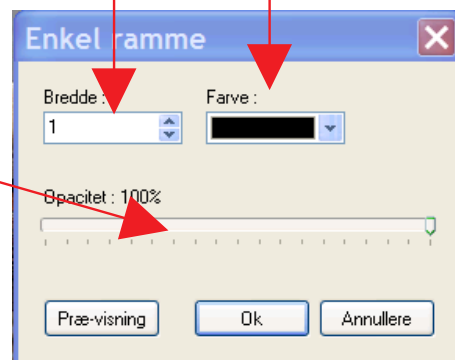 Enkel ramme
Bredde : Farve :
1
Opacitet : 100%
Præ-visning Ok Annullere